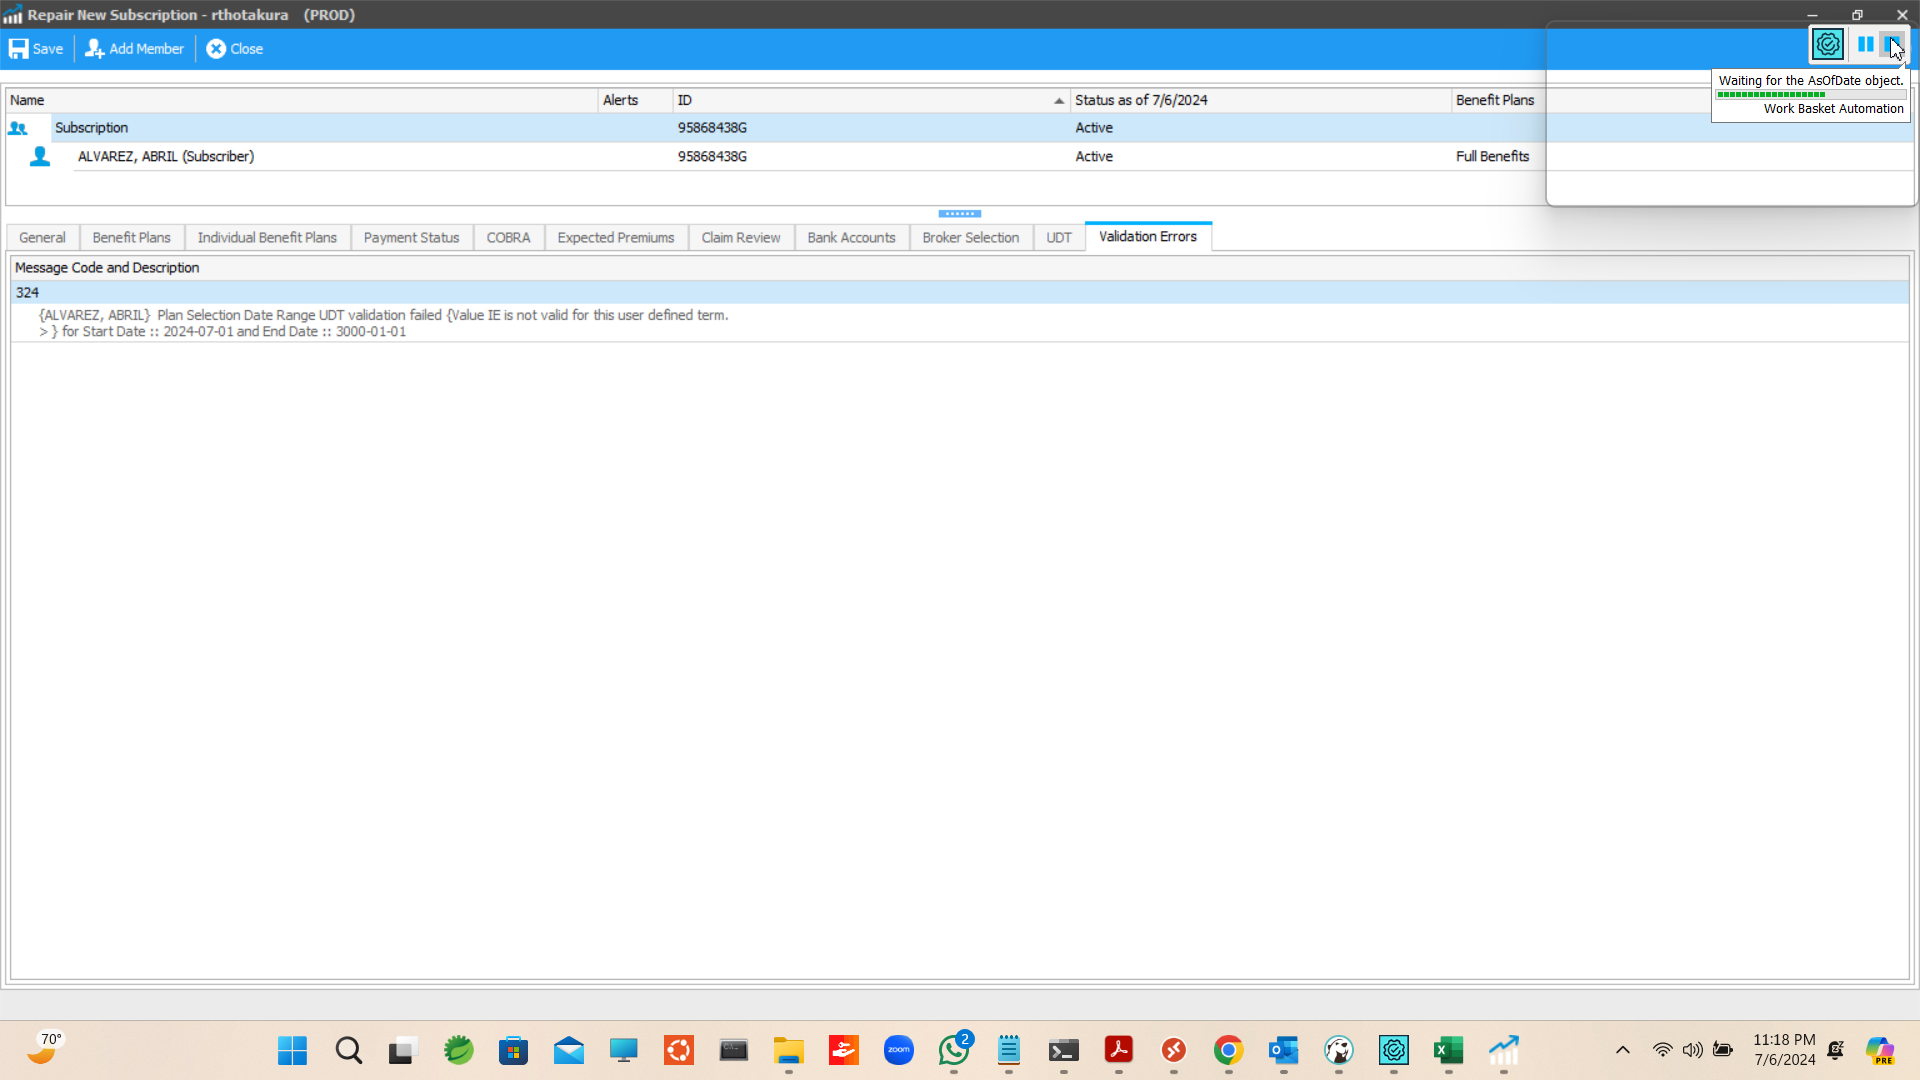 Repair New Subscription - rthotakura (PROD)
Save
Add Member
Close
Waiting for the AsOfDate object.
Work Basket Automation
Name
Alerts
ID
Status as of 7/6/2024
Benefit Plans
Subscription
95868438G
Active
ALVAREZ, ABRIL (Subscriber)
95868438G
Active
Full Benefits
General
Benefit Plans
Individual Benefit Plans
Payment Status
COBRA
Expected Premiums
Claim Review
Bank Accounts
Broker Selection
UDT
Validation Errors
Message Code and Description
324
{ALVAREZ, ABRIL} Plan Selection Date Range UDT validation failed {Value IE is not valid for this user defined term.
> } for Start Date :: 2024-07-01 and End Date :: 3000-01-01
70°
zoom
2
11:18 PM
7/6/2024
PRE